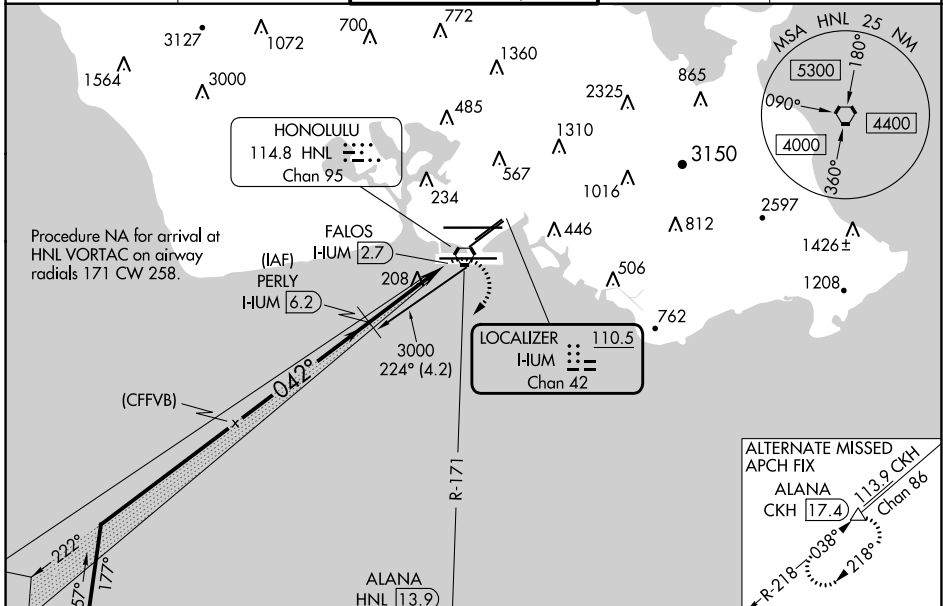 3127
1072
700
772
1564
3000
1360
485
2325
865
1310
567
234
1016
3150
446
812
2597
1426±
506
1208
762
208
MSA HNL 25 NM
180°
5300
090°
4400
4000
360°
HONOLULU
114.8 HNL
Chan 95
Procedure NA for arrival at
HNL VORTAC on airway
radials 171 CW 258.
FALOS
I-IUM 2.7
(IAF)
PERLY
I-IUM 6.2
3000
224° (4.2)
LOCALIZER 110.5
I-IUM
Chan 42
042°
(CFFVB)
R-171
222°
57°
177°
ALANA
HNL 13.9
ALTERNATE MISSED
APCH FIX
ALANA
CKH 17.4
113.9 CKH
Chan 86
R-218
038°
218°